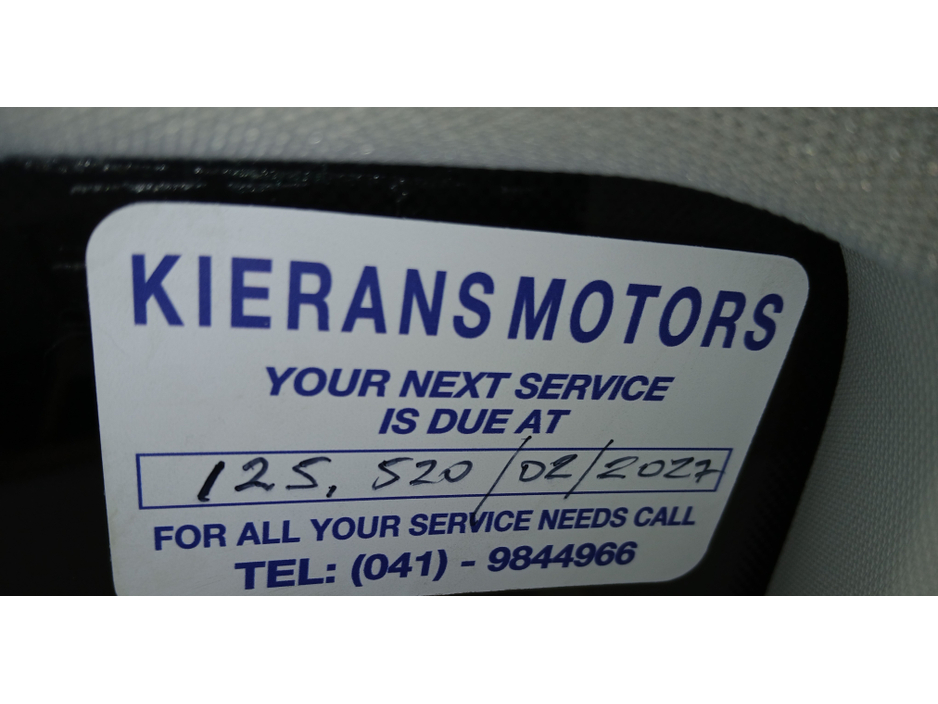 KIERANS MOTORS
YOUR NEXT SERVICE
IS DUE AT
125, 520 /02/2027
FOR ALL YOUR SERVICE NEEDS CALL
TEL: (041) - 9844966